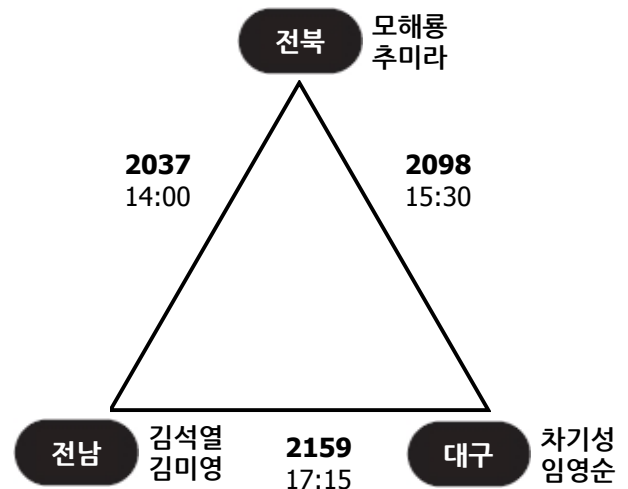 전북
모해룡
추미라
2037
14:00
2098
15:30
전남
김석열
김미영
2159
17:15
대구
차기성
임영순